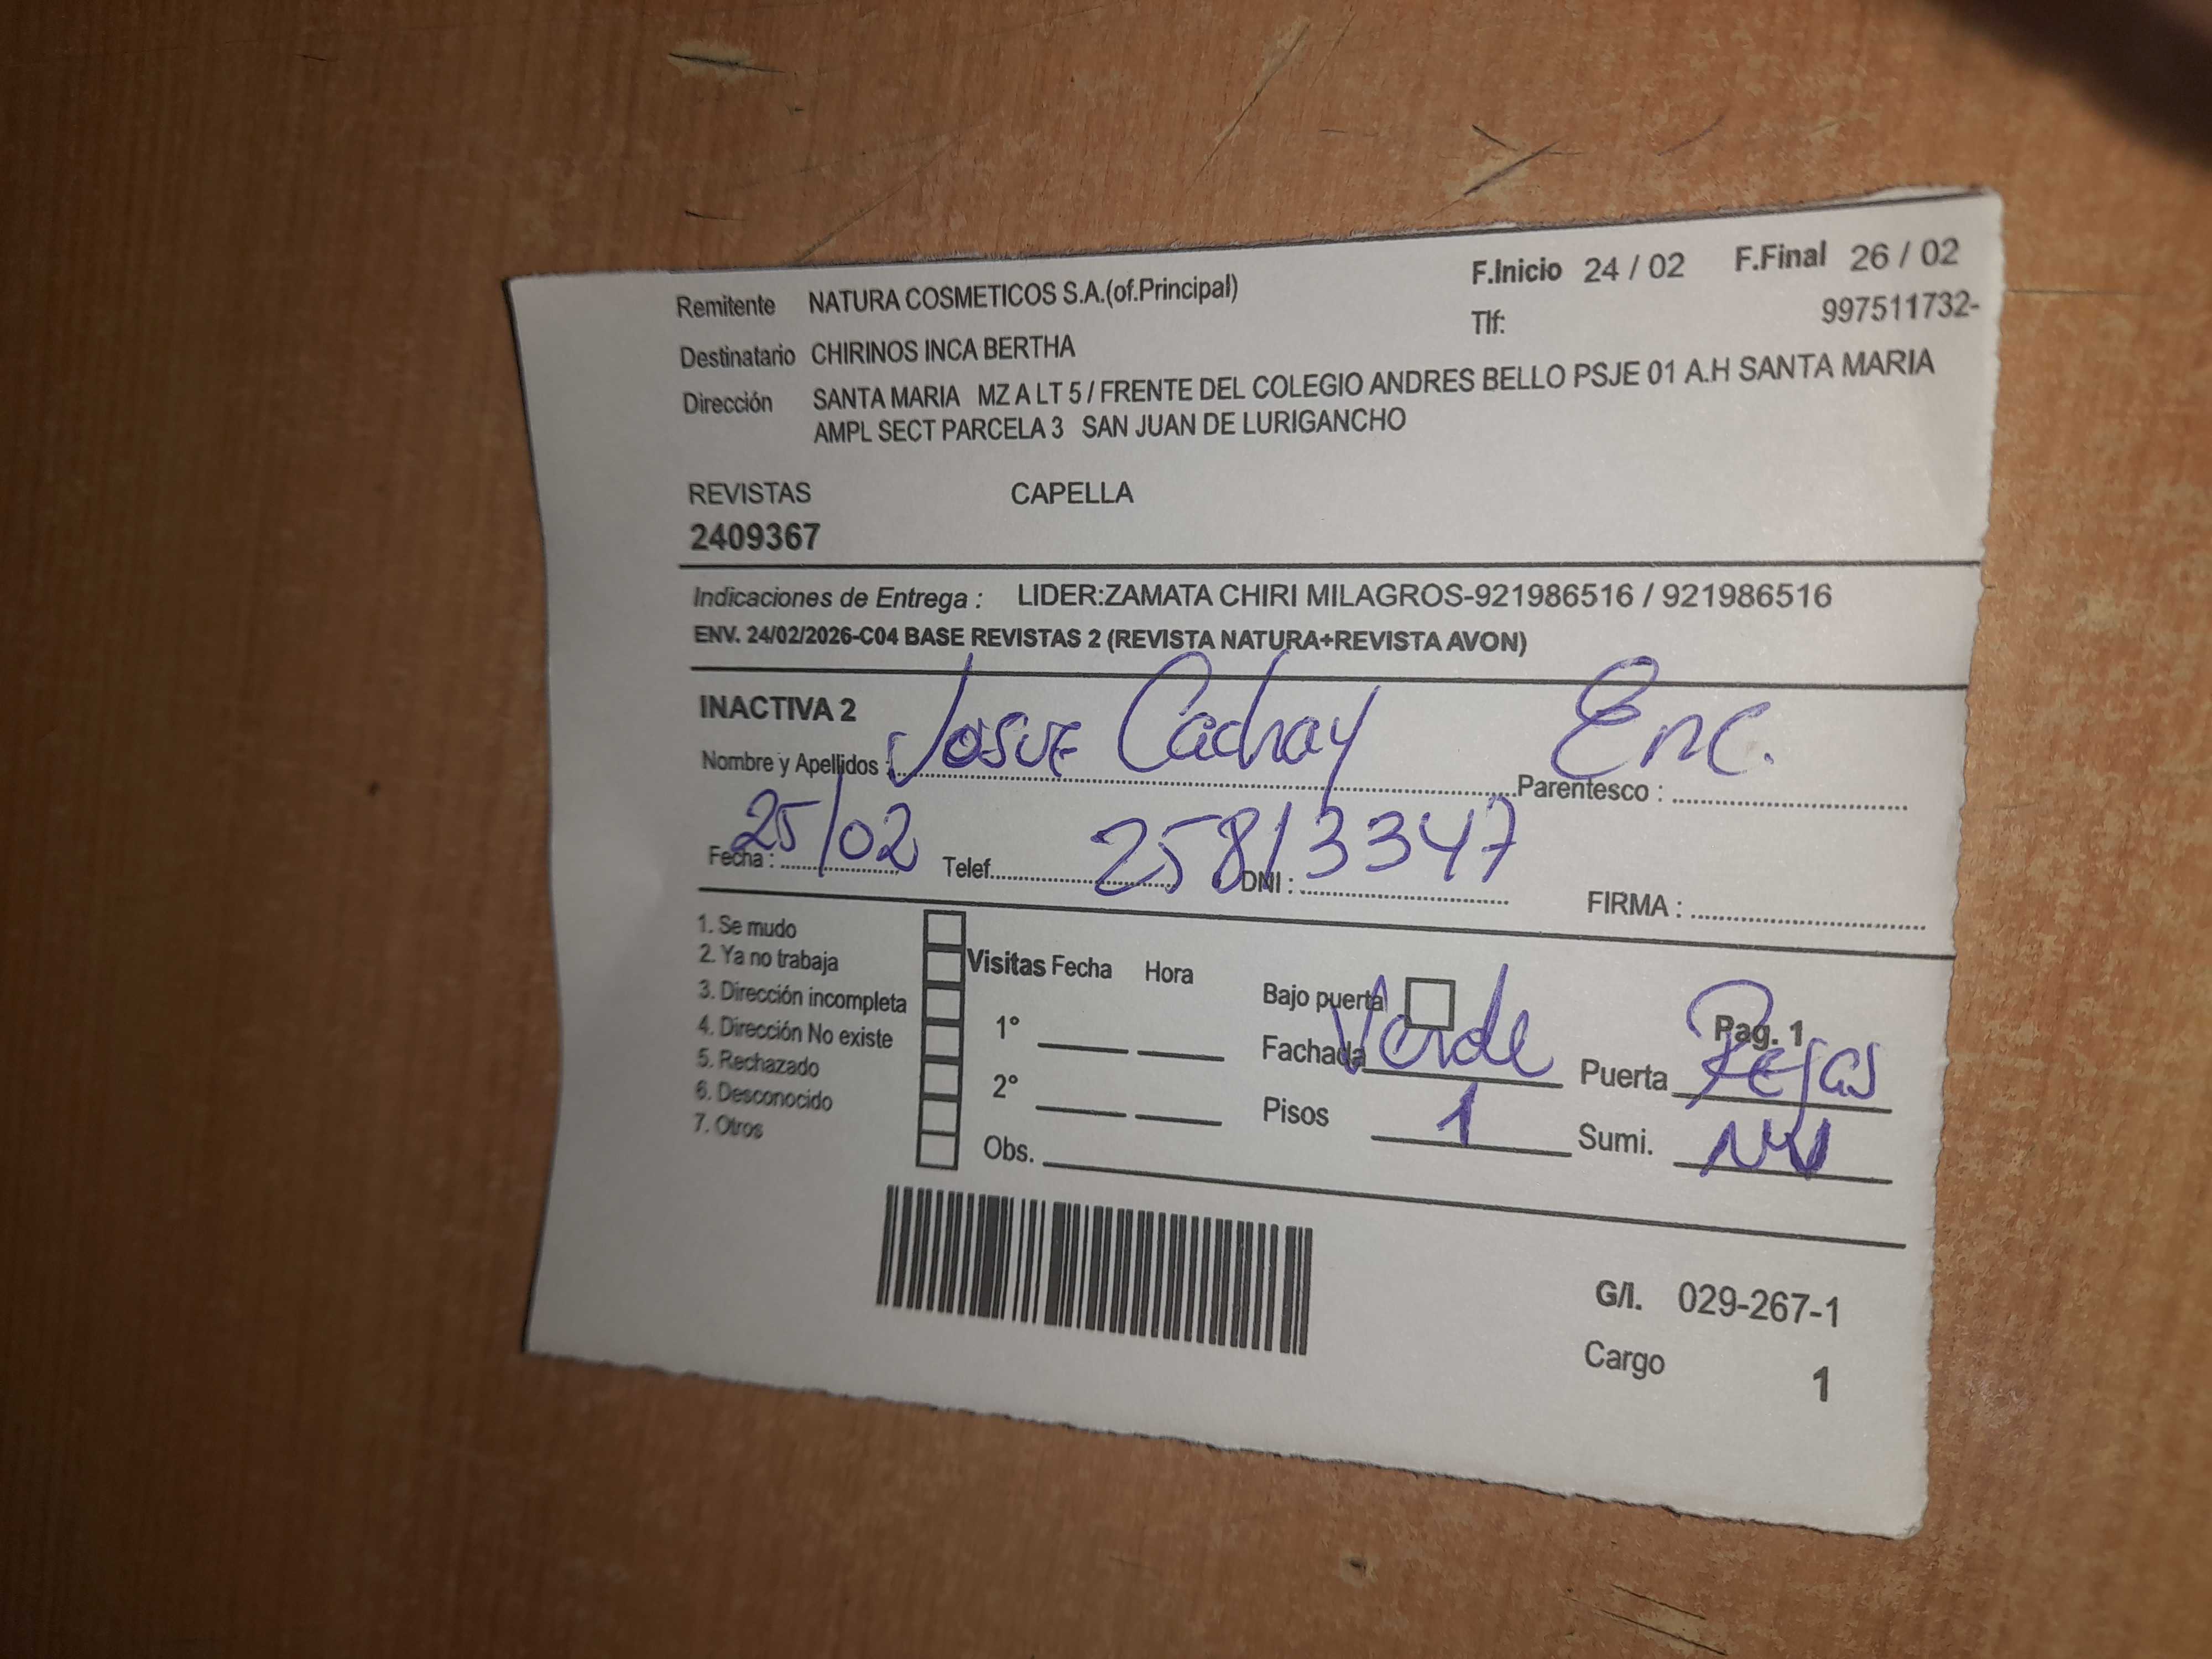 Remitente NATURA COSMETICOS S.A.(of.Principal) F.Inicio 24 / 02 F.Final 26 / 02
Tlf: 997511732-
Destinatario CHIRINOS INCA BERTHA
Dirección SANTA MARIA MZ A LT 5 / FRENTE DEL COLEGIO ANDRES BELLO PSJE 01 A.H SANTA MARIA
AMPL SECT PARCELA 3 SAN JUAN DE LURIGANCHO
REVISTAS CAPELLA
2409367
Indicaciones de Entrega : LIDER:ZAMATA CHIRI MILAGROS-921986516 / 921986516
ENV. 24/02/2026-C04 BASE REVISTAS 2 (REVISTA NATURA+REVISTA AVON)
INACTIVA 2
Nombre y Apellidos : Josue Cachay Parentesco : Enc.
Fecha : 25/02 Telef. DNI : 25813347 FIRMA :
1. Se mudo
2. Ya no trabaja
3. Dirección incompleta
4. Dirección No existe
5. Rechazado
6. Desconocido
7. Otros
Visitas Fecha Hora
1°
2°
Obs.
Bajo puerta Pag. 1
Fachada Verde Puerta Rejas
Pisos 1 Sumi.
G/I. 029-267-1
Cargo 1